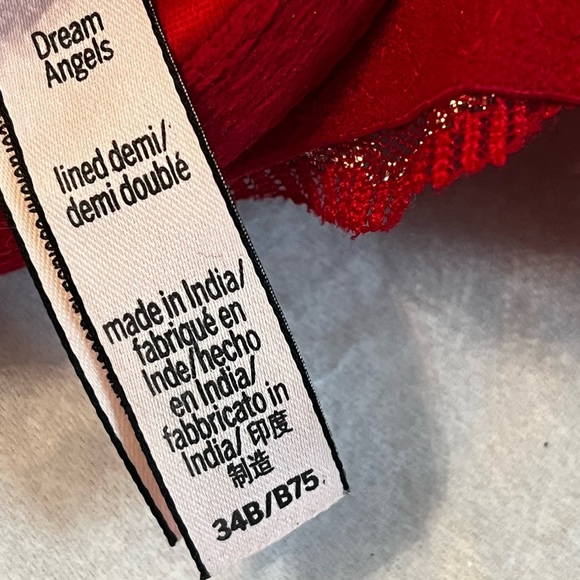 Dream
Angels
lined demi/
demi doublé
made in India/
fabriqué en
Inde/hecho
en India/
fabbricato in
India/ 印度
制造
34B/B75